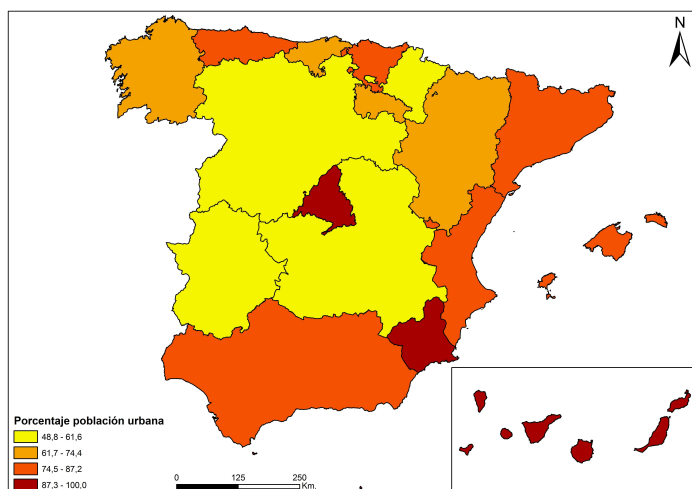 N
Porcentaje población urbana
48,8 - 61,6
61,7 - 74,4
74,5 - 87,2
87,3 - 100,0
0 125 250
Km.